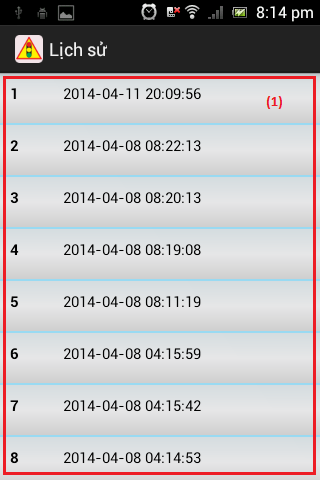 8:14 pm
Lịch sử
1 2014-04-11 20:09:56
(1)
2 2014-04-08 08:22:13
3 2014-04-08 08:20:13
4 2014-04-08 08:19:08
5 2014-04-08 08:11:19
6 2014-04-08 04:15:59
7 2014-04-08 04:15:42
8 2014-04-08 04:14:53